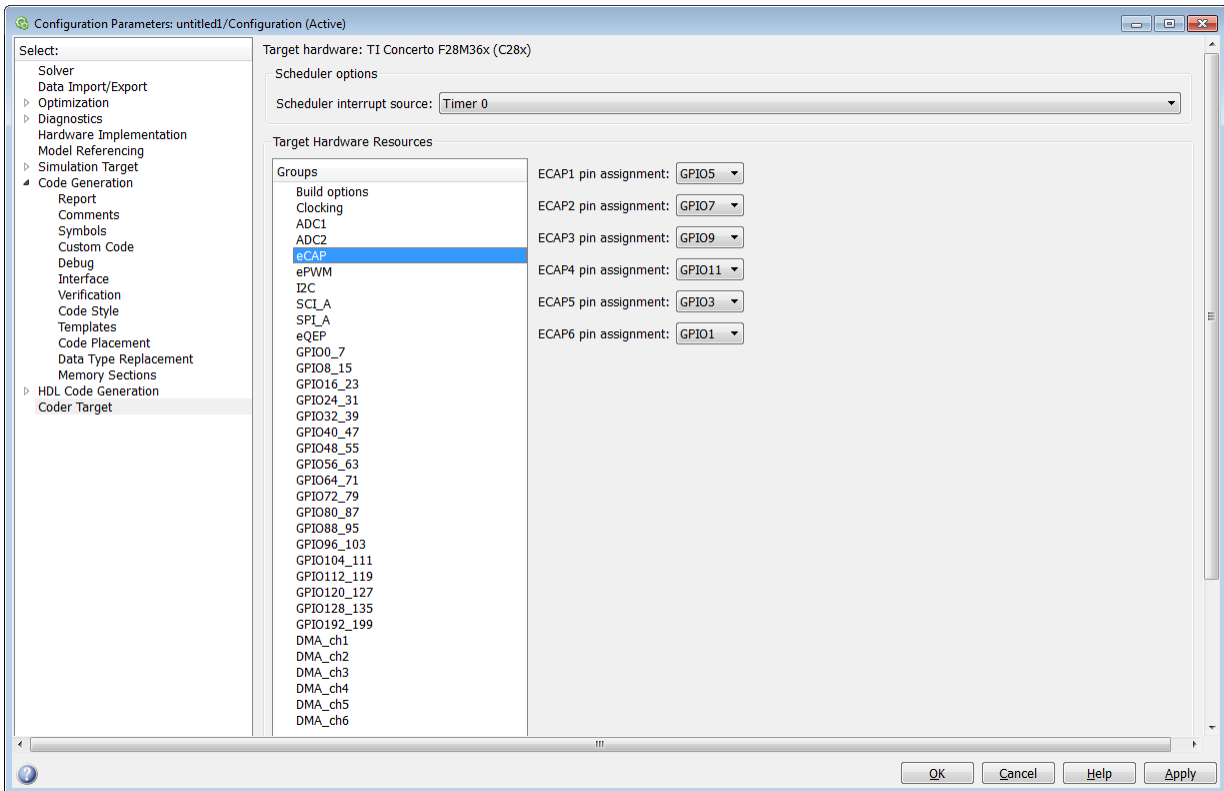 Configuration Parameters: untitled1/Configuration (Active)
Select:
Solver
Data Import/Export
Optimization
Diagnostics
Hardware Implementation
Model Referencing
Simulation Target
Code Generation
Report
Comments
Symbols
Custom Code
Debug
Interface
Verification
Code Style
Templates
Code Placement
Data Type Replacement
Memory Sections
HDL Code Generation
Coder Target
Target hardware: TI Concerto F28M36x (C28x)
Scheduler options
Scheduler interrupt source: Timer 0
Target Hardware Resources
Groups
Build options
Clocking
ADC1
ADC2
eCAP
ePWM
I2C
SCI_A
SPI_A
eQEP
GPIO0_7
GPIO8_15
GPIO16_23
GPIO24_31
GPIO32_39
GPIO40_47
GPIO48_55
GPIO56_63
GPIO64_71
GPIO72_79
GPIO80_87
GPIO88_95
GPIO96_103
GPIO104_111
GPIO112_119
GPIO120_127
GPIO128_135
GPIO192_199
DMA_ch1
DMA_ch2
DMA_ch3
DMA_ch4
DMA_ch5
DMA_ch6
ECAP1 pin assignment: GPIO5
ECAP2 pin assignment: GPIO7
ECAP3 pin assignment: GPIO9
ECAP4 pin assignment: GPIO11
ECAP5 pin assignment: GPIO3
ECAP6 pin assignment: GPIO1
OK Cancel Help Apply